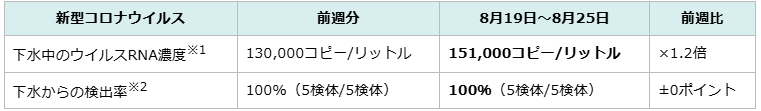 新型コロナウイルス 前週分 8月19日～8月25日 前週比
下水中のウイルスRNA濃度※1 130,000コピー/リットル 151,000コピー/リットル ×1.2倍
下水からの検出率※2 100%（5検体/5検体） 100%（5検体/5検体） ±0ポイント